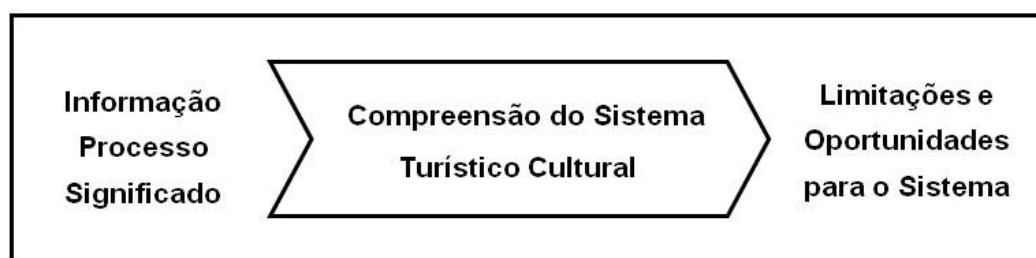 Informação
Processo
Significado
Compreensão do Sistema
Turístico Cultural
Limitações e
Oportunidades
para o Sistema